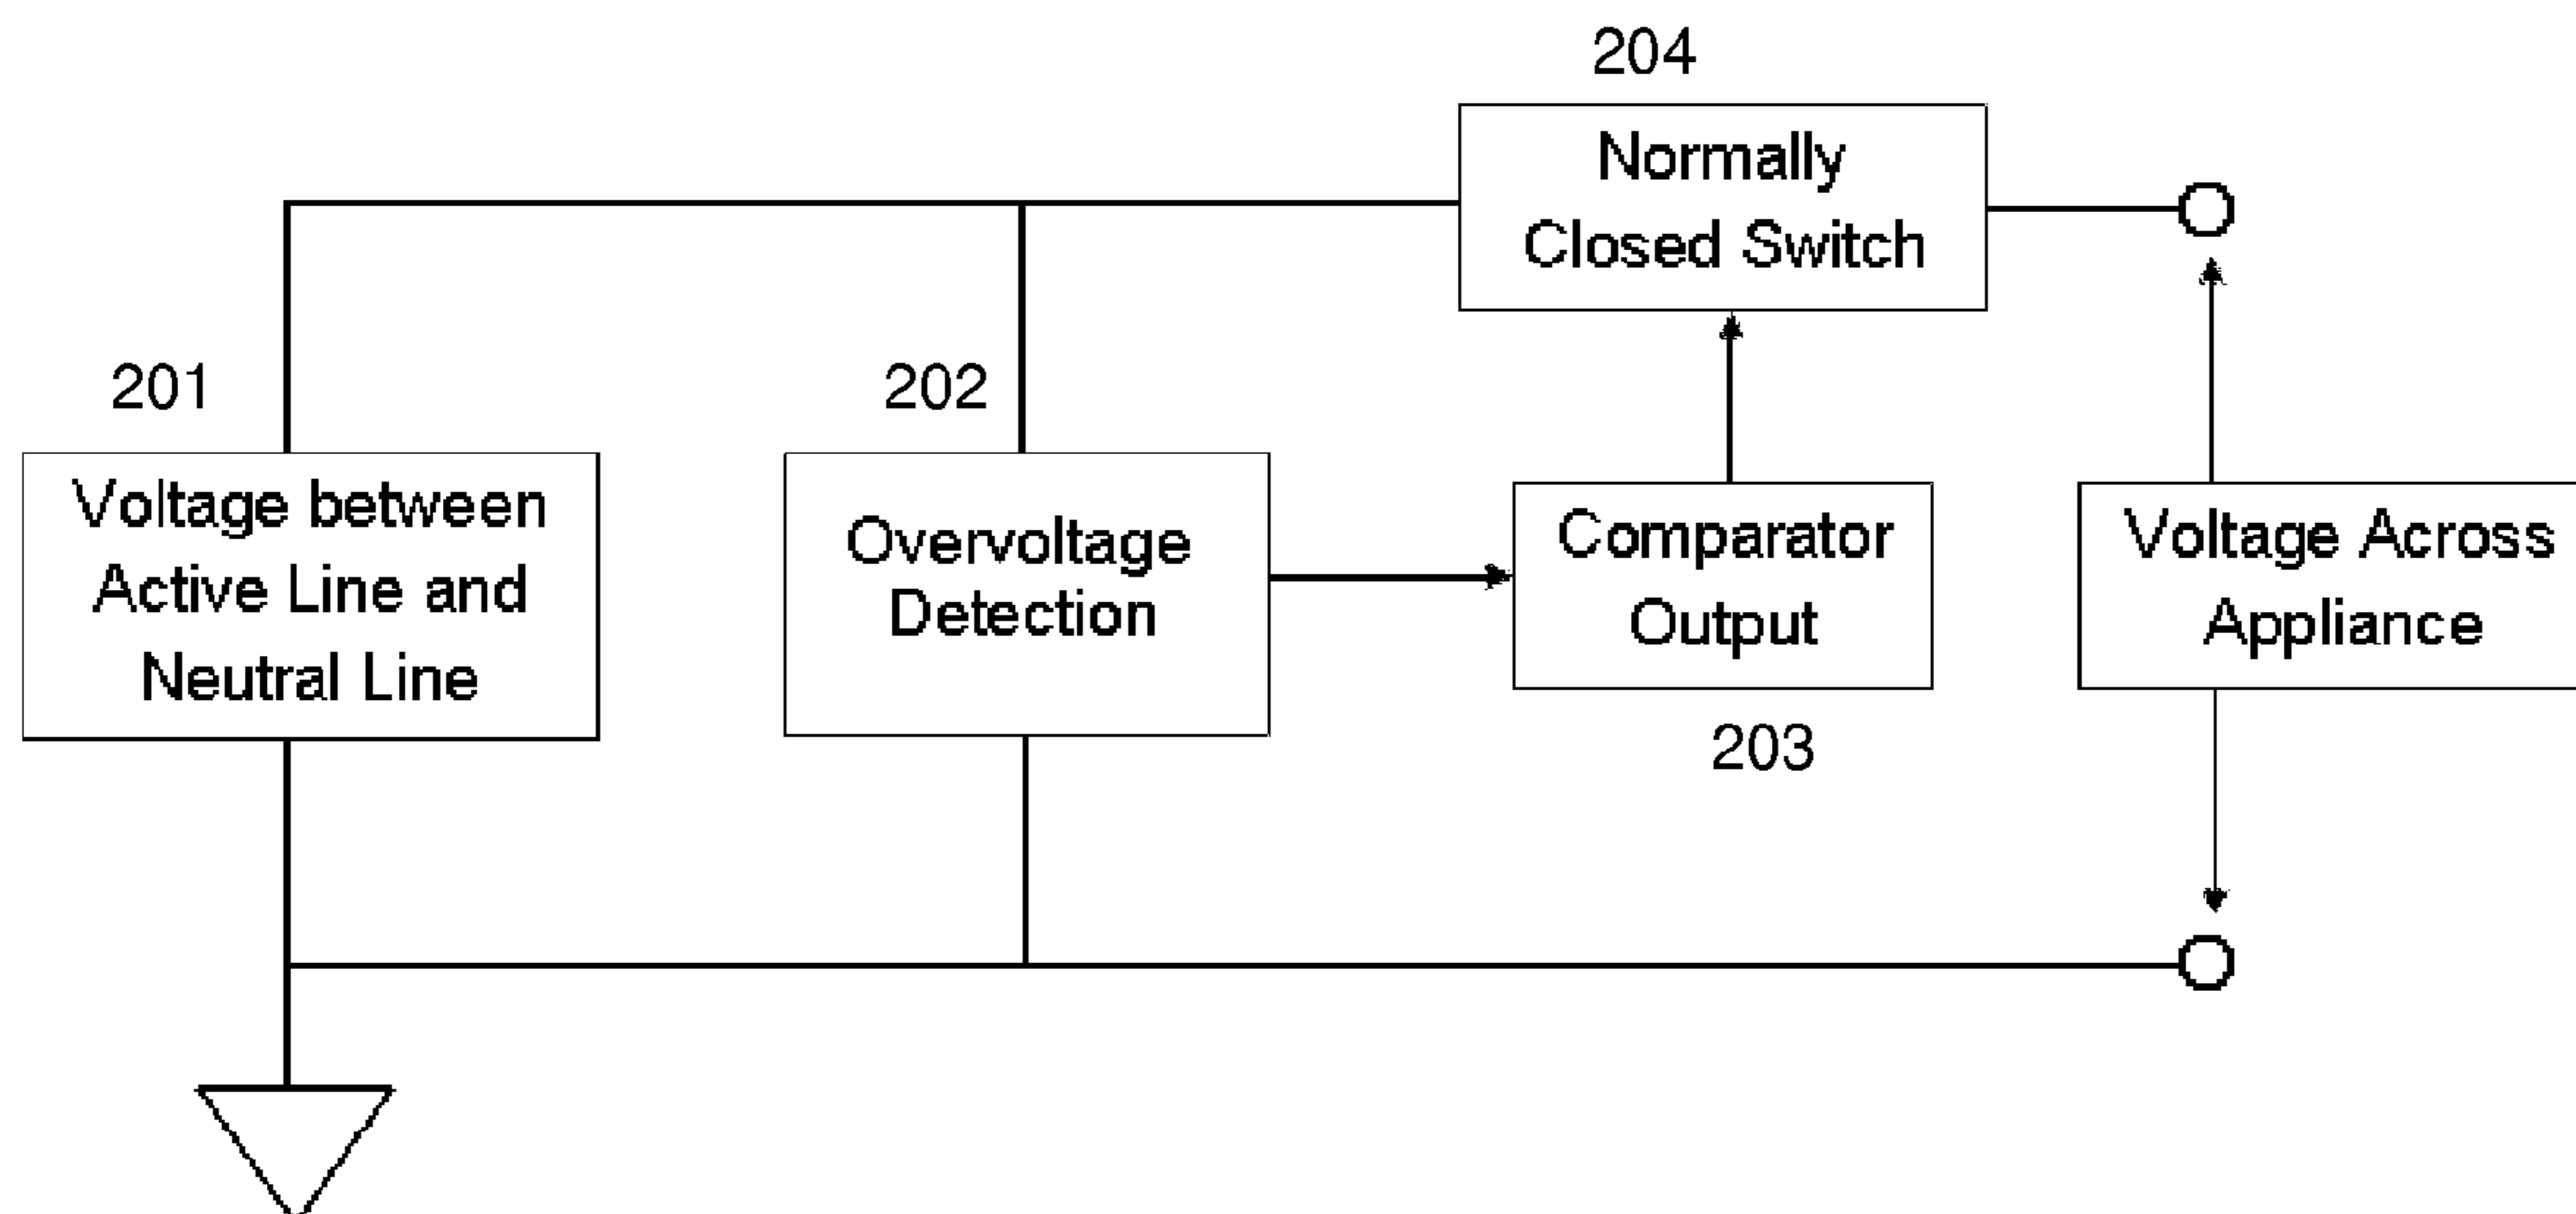 204
Normally
Closed Switch
201
Voltage between
Active Line and
Neutral Line
202
Overvoltage
Detection
Comparator
Output
203
Voltage Across
Appliance